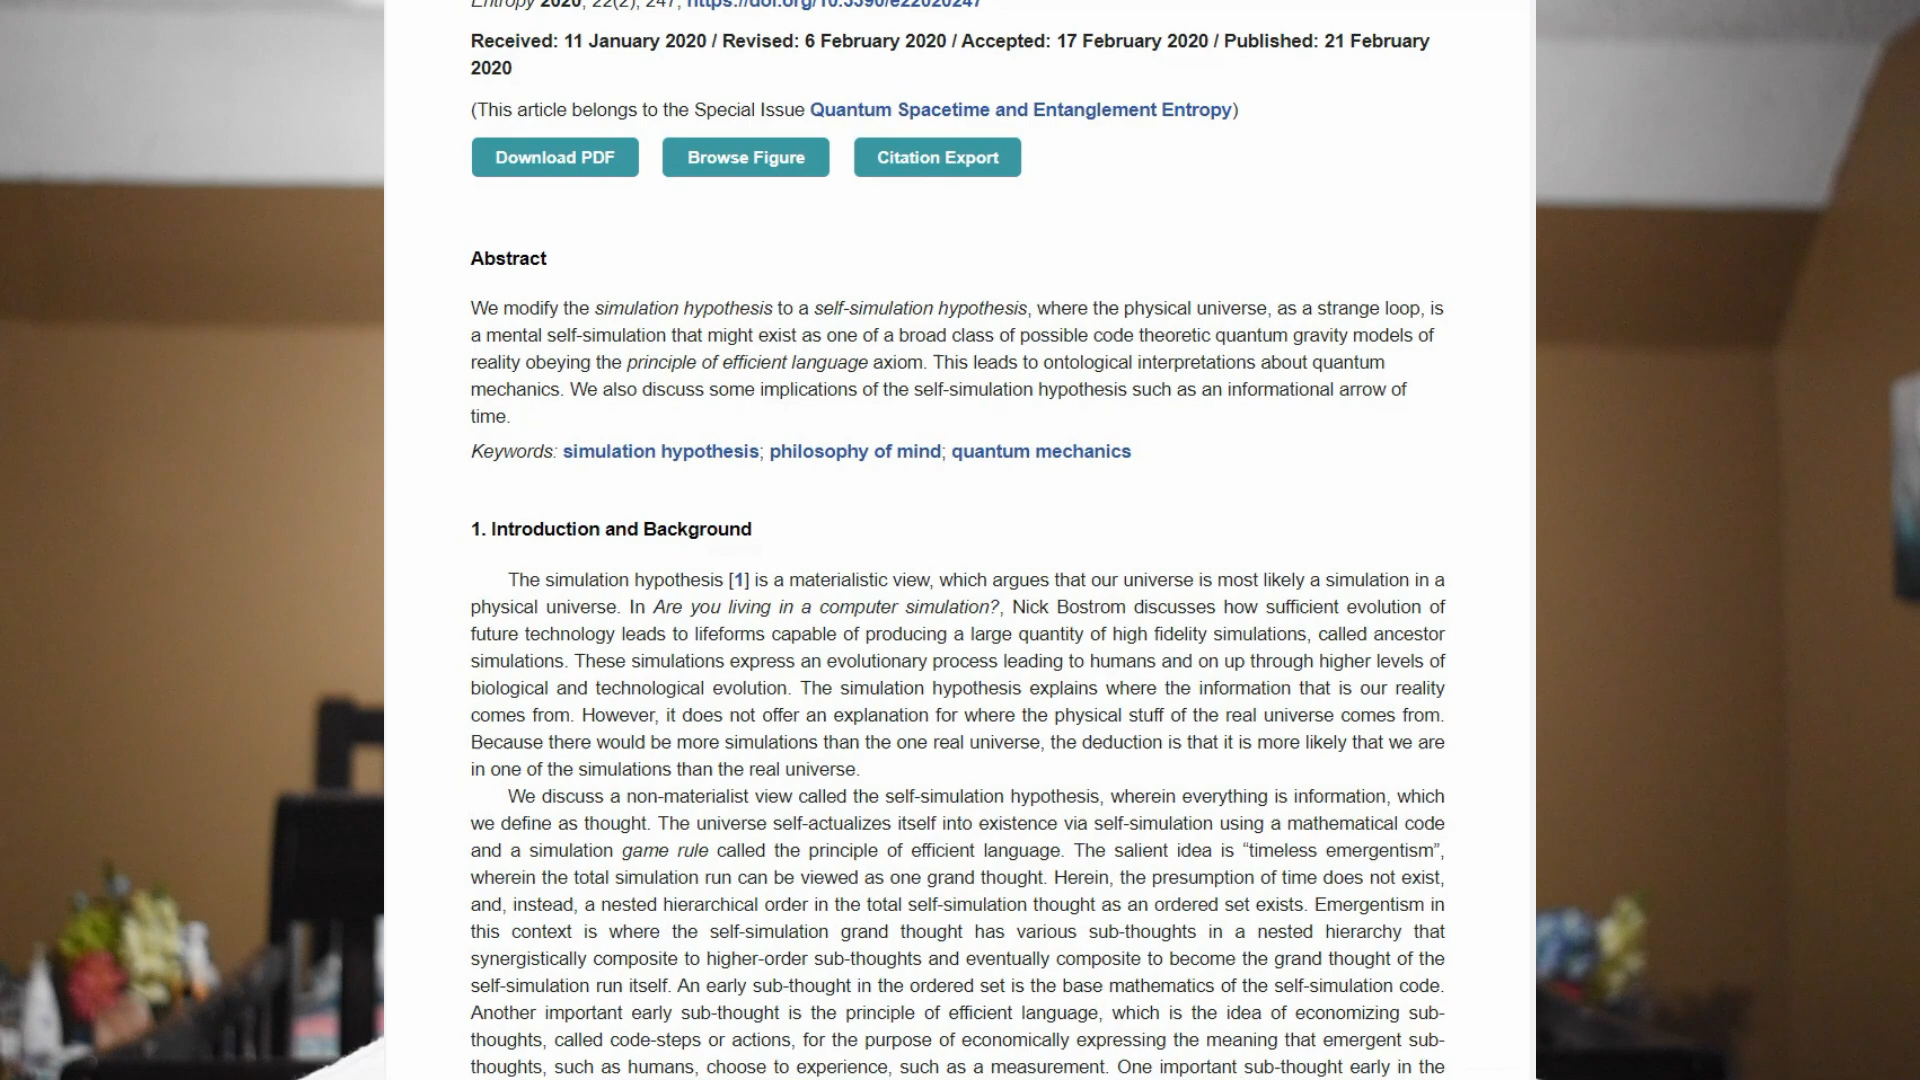 Entropy 2020, 22(2), 247; https://doi.org/10.3390/e22020247
Received: 11 January 2020 / Revised: 6 February 2020 / Accepted: 17 February 2020 / Published: 21 February
2020
(This article belongs to the Special Issue Quantum Spacetime and Entanglement Entropy)
Download PDF Browse Figure Citation Export
Abstract
We modify the simulation hypothesis to a self-simulation hypothesis, where the physical universe, as a strange loop, is
a mental self-simulation that might exist as one of a broad class of possible code theoretic quantum gravity models of
reality obeying the principle of efficient language axiom. This leads to ontological interpretations about quantum
mechanics. We also discuss some implications of the self-simulation hypothesis such as an informational arrow of
time.
Keywords: simulation hypothesis; philosophy of mind; quantum mechanics
1. Introduction and Background
The simulation hypothesis [1] is a materialistic view, which argues that our universe is most likely a simulation in a
physical universe. In Are you living in a computer simulation?, Nick Bostrom discusses how sufficient evolution of
future technology leads to lifeforms capable of producing a large quantity of high fidelity simulations, called ancestor
simulations. These simulations express an evolutionary process leading to humans and on up through higher levels of
biological and technological evolution. The simulation hypothesis explains where the information that is our reality
comes from. However, it does not offer an explanation for where the physical stuff of the real universe comes from.
Because there would be more simulations than the one real universe, the deduction is that it is more likely that we are
in one of the simulations than the real universe.
We discuss a non-materialist view called the self-simulation hypothesis, wherein everything is information, which
we define as thought. The universe self-actualizes itself into existence via self-simulation using a mathematical code
and a simulation game rule called the principle of efficient language. The salient idea is “timeless emergentism”,
wherein the total simulation run can be viewed as one grand thought. Herein, the presumption of time does not exist,
and, instead, a nested hierarchical order in the total self-simulation thought as an ordered set exists. Emergentism in
this context is where the self-simulation grand thought has various sub-thoughts in a nested hierarchy that
synergistically composite to higher-order sub-thoughts and eventually composite to become the grand thought of the
self-simulation run itself. An early sub-thought in the ordered set is the base mathematics of the self-simulation code.
Another important early sub-thought is the principle of efficient language, which is the idea of economizing sub-
thoughts, called code-steps or actions, for the purpose of economically expressing the meaning that emergent sub-
thoughts, such as humans, choose to experience, such as a measurement. One important sub-thought early in the